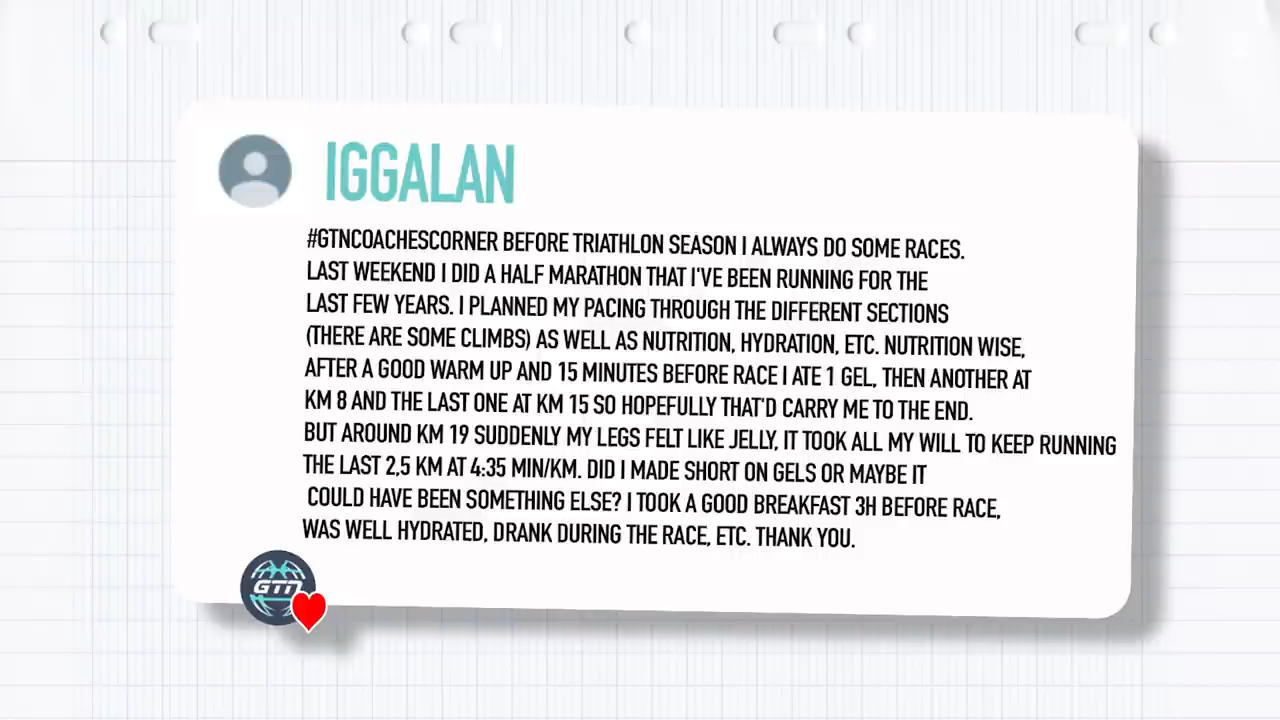 IGGALAN
#GTNCOACHESCORNER BEFORE TRIATHLON SEASON I ALWAYS DO SOME RACES.
LAST WEEKEND I DID A HALF MARATHON THAT I'VE BEEN RUNNING FOR THE
LAST FEW YEARS. I PLANNED MY PACING THROUGH THE DIFFERENT SECTIONS
(THERE ARE SOME CLIMBS) AS WELL AS NUTRITION, HYDRATION, ETC. NUTRITION WISE,
AFTER A GOOD WARM UP AND 15 MINUTES BEFORE RACE I ATE 1 GEL, THEN ANOTHER AT
KM 8 AND THE LAST ONE AT KM 15 SO HOPEFULLY THAT'D CARRY ME TO THE END.
BUT AROUND KM 19 SUDDENLY MY LEGS FELT LIKE JELLY, IT TOOK ALL MY WILL TO KEEP RUNNING
THE LAST 2,5 KM AT 4:35 MIN/KM. DID I MADE SHORT ON GELS OR MAYBE IT
COULD HAVE BEEN SOMETHING ELSE? I TOOK A GOOD BREAKFAST 3H BEFORE RACE,
WAS WELL HYDRATED, DRANK DURING THE RACE, ETC. THANK YOU.
GTN